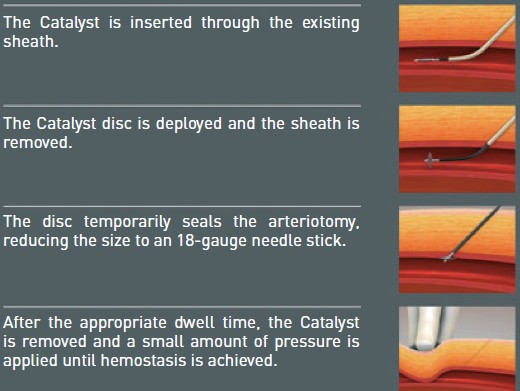 The Catalyst is inserted through the existing
sheath.
The Catalyst disc is deployed and the sheath is
removed.
The disc temporarily seals the arteriotomy,
reducing the size to an 18-gauge needle stick.
After the appropriate dwell time, the Catalyst
is removed and a small amount of pressure is
applied until hemostasis is achieved.